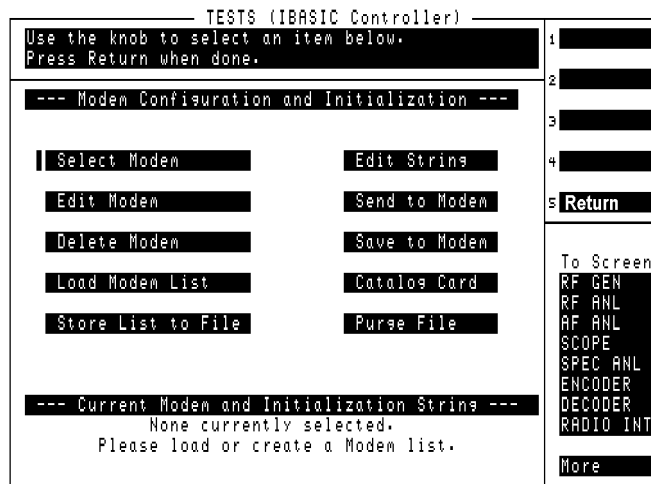 TESTS (IBASIC Controller)
Use the knob to select an item below.
Press Return when done.
--- Modem Configuration and Initialization ---
Select Modem
Edit Modem
Delete Modem
Load Modem List
Store List to File
Edit String
Send to Modem
Save to Modem
Catalog Card
Purge File
--- Current Modem and Initialization String ---
None currently selected.
Please load or create a Modem list.
1
2
3
4
5 Return
To Screen
RF GEN
RF ANL
AF ANL
SCOPE
SPEC ANL
ENCODER
DECODER
RADIO INT
More